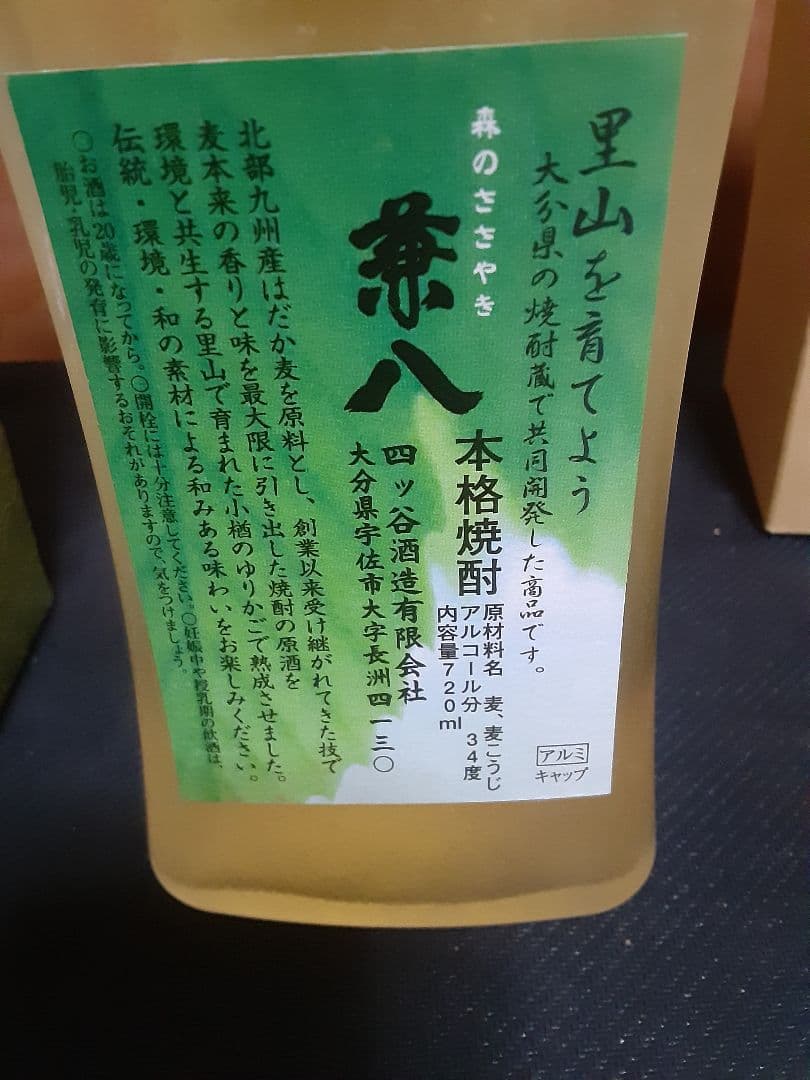 里山を育てよう
大分県の焼酎蔵で共同開発した商品です。
森のささやき
兼八
本格焼酎
原材料名 麦、麦こうじ
アルコール分 34度
内容量720ml
四ッ谷酒造有限会社
大分県宇佐市大字長洲四一三〇
北部九州産はだか麦を原料とし、創業以来受け継がれてきた技で
麦本来の香りと味を最大限に引き出した焼酎の原酒を
環境と共生する里山で育まれた小楢のゆりかごで熟成させました。
伝統・環境・和の素材による和みある味わいをお楽しみください。
○お酒は20歳になってから。○開栓には十分注意してください。○妊娠中や授乳期の飲酒は、
胎児・乳児の発育に影響するおそれがありますので、気をつけましょう。
アルミ
キャップ